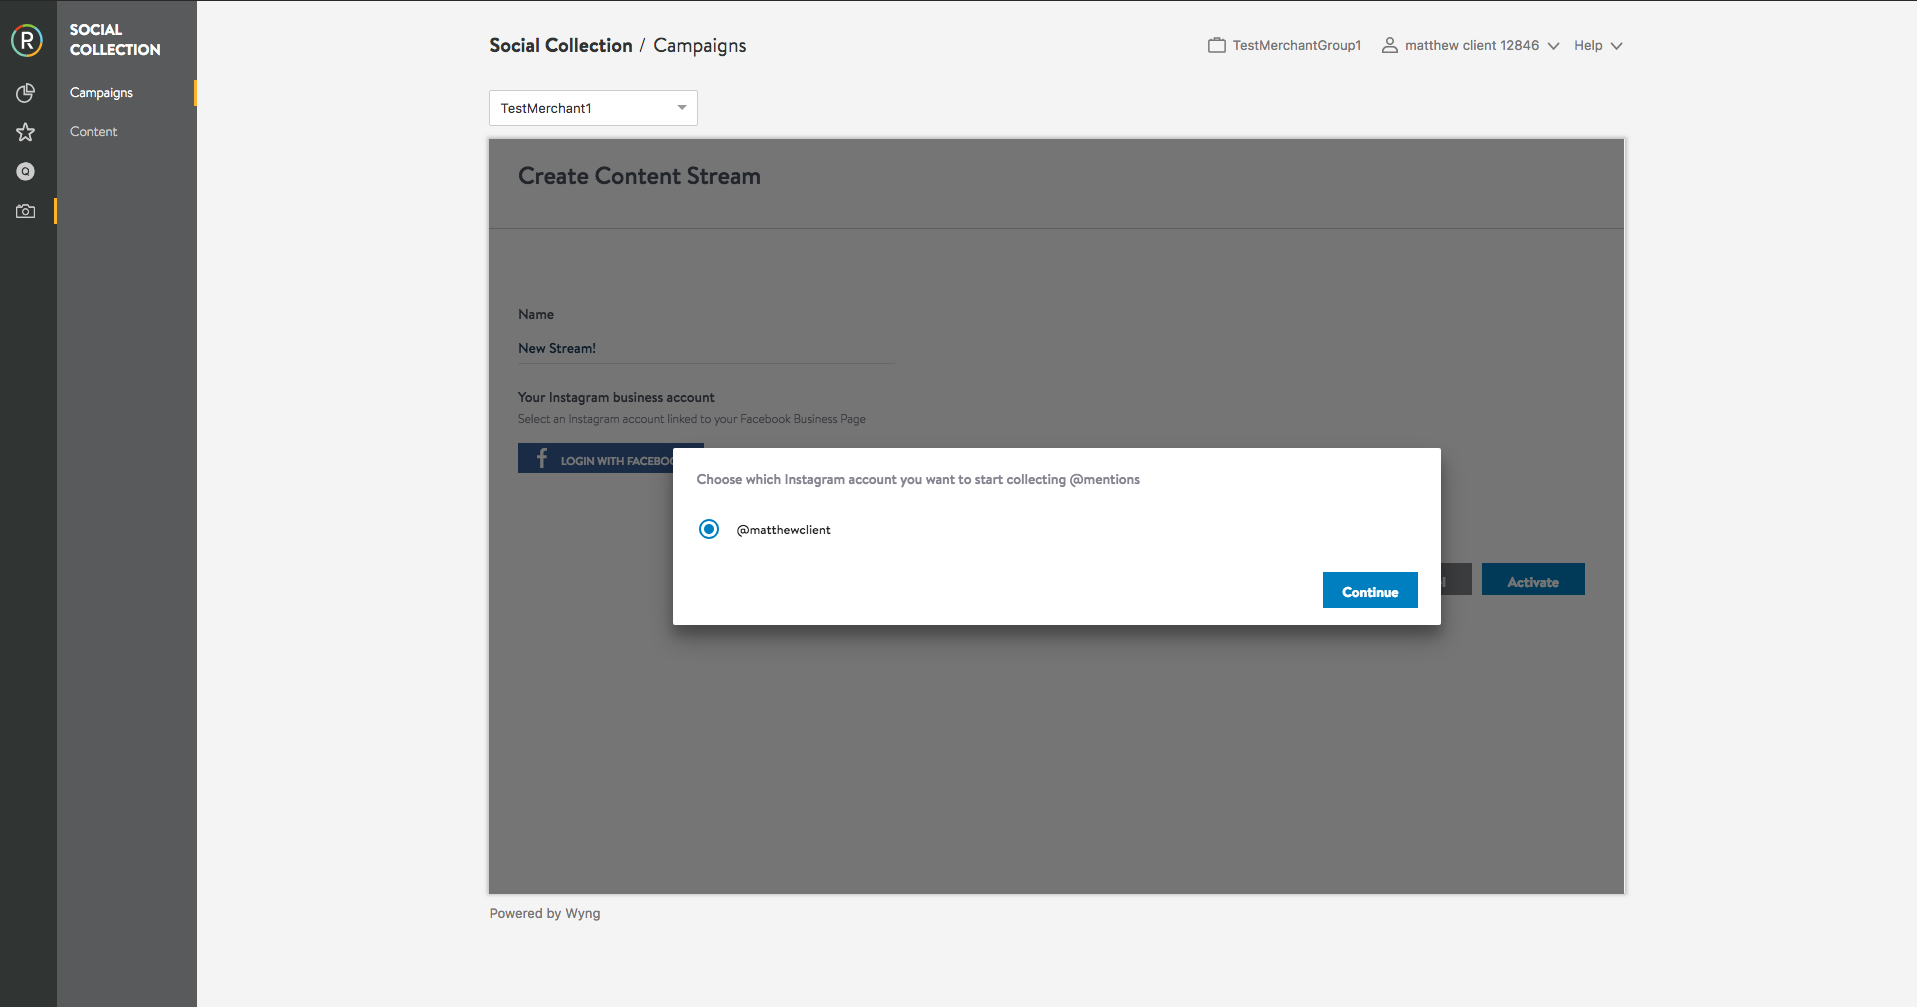 R
SOCIAL
COLLECTION
Campaigns
Content
Q
Social Collection / Campaigns
TestMerchantGroup1
matthew client 12846
Help
TestMerchant1
Create Content Stream
Name
New Stream!
Your Instagram business account
Select an Instagram account linked to your Facebook Business Page
f LOGIN WITH FACEBOO
Choose which Instagram account you want to start collecting @mentions
@matthewclient
Continue
Activate
Powered by Wyng